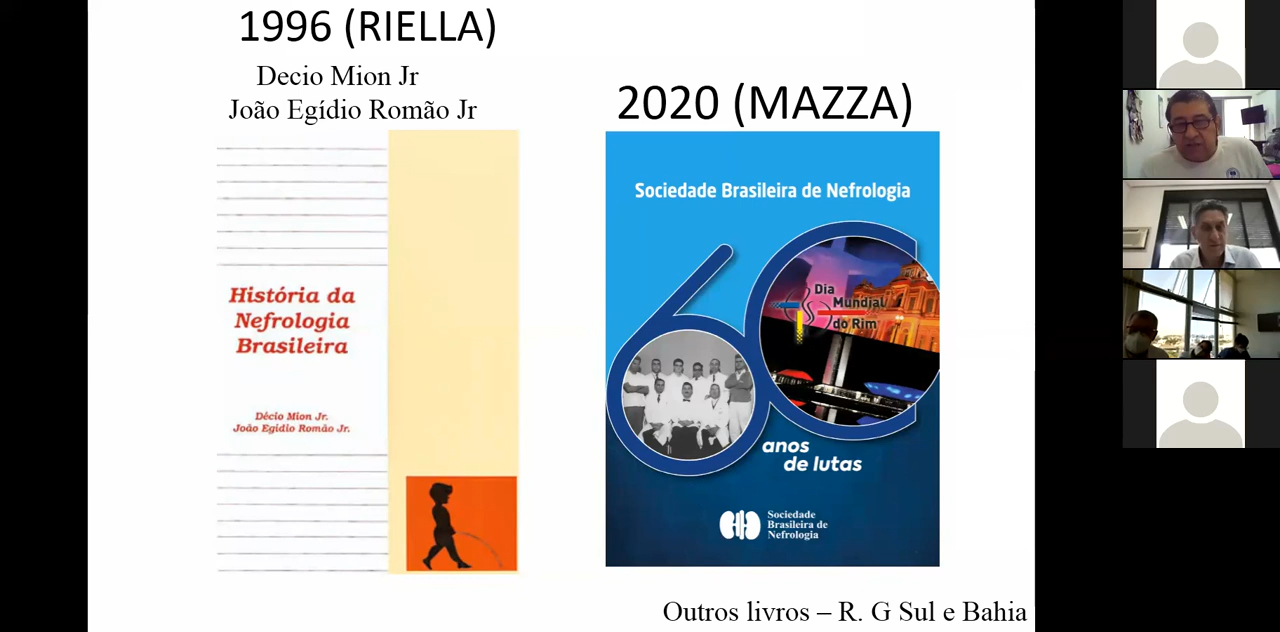 1996 (RIELLA)
Decio Mion Jr
João Egídio Romão Jr
História da
Nefrologia
Brasileira
Décio Mion Jr.
João Egidio Romão Jr.
2020 (MAZZA)
Sociedade Brasileira de Nefrologia
60
Dia
Mundial
do Rim
anos
de lutas
Sociedade
Brasileira de
Nefrologia
Outros livros – R. G Sul e Bahia